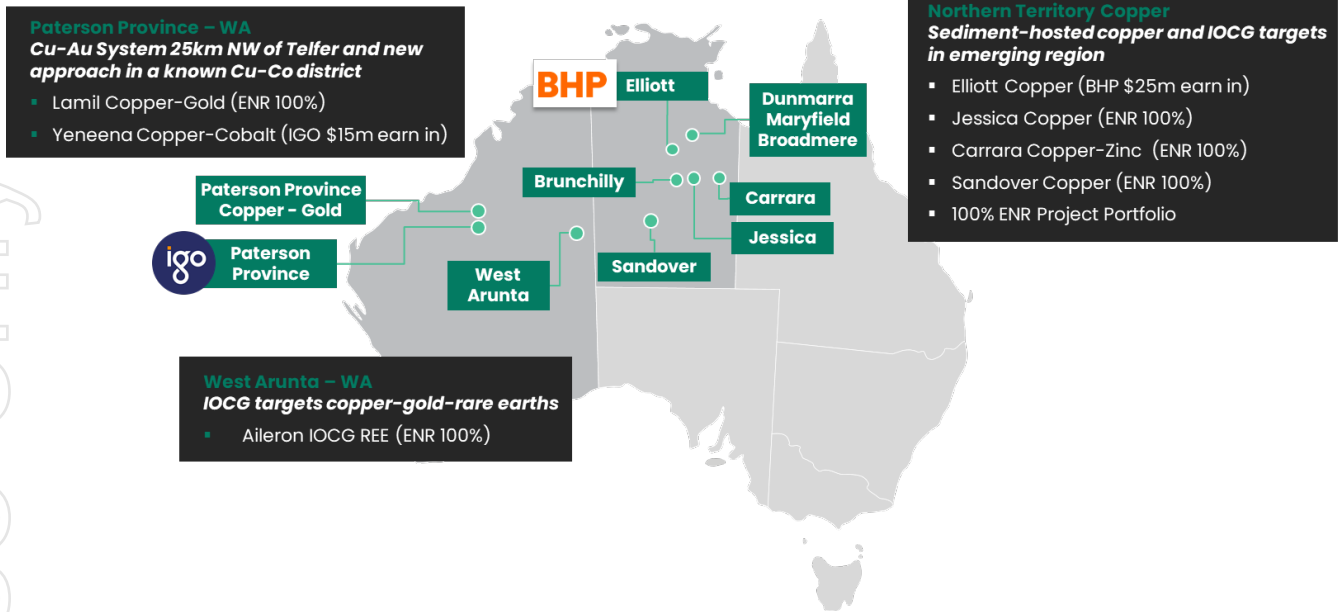 Paterson Province – WA
Cu-Au System 25km NW of Telfer and new
approach in a known Cu-Co district
▪ Lamil Copper-Gold (ENR 100%)
▪ Yeneena Copper-Cobalt (IGO $15m earn in)
Northern Territory Copper
Sediment-hosted copper and IOCG targets
in emerging region
▪ Elliott Copper (BHP $25m earn in)
▪ Jessica Copper (ENR 100%)
▪ Carrara Copper-Zinc (ENR 100%)
▪ Sandover Copper (ENR 100%)
▪ 100% ENR Project Portfolio
BHP
Elliott
Dunmarra
Maryfield
Broadmere
Brunchilly
Carrara
Jessica
Sandover
Paterson Province
Copper - Gold
igo
Paterson
Province
West
Arunta
West Arunta – WA
IOCG targets copper-gold-rare earths
▪ Aileron IOCG REE (ENR 100%)